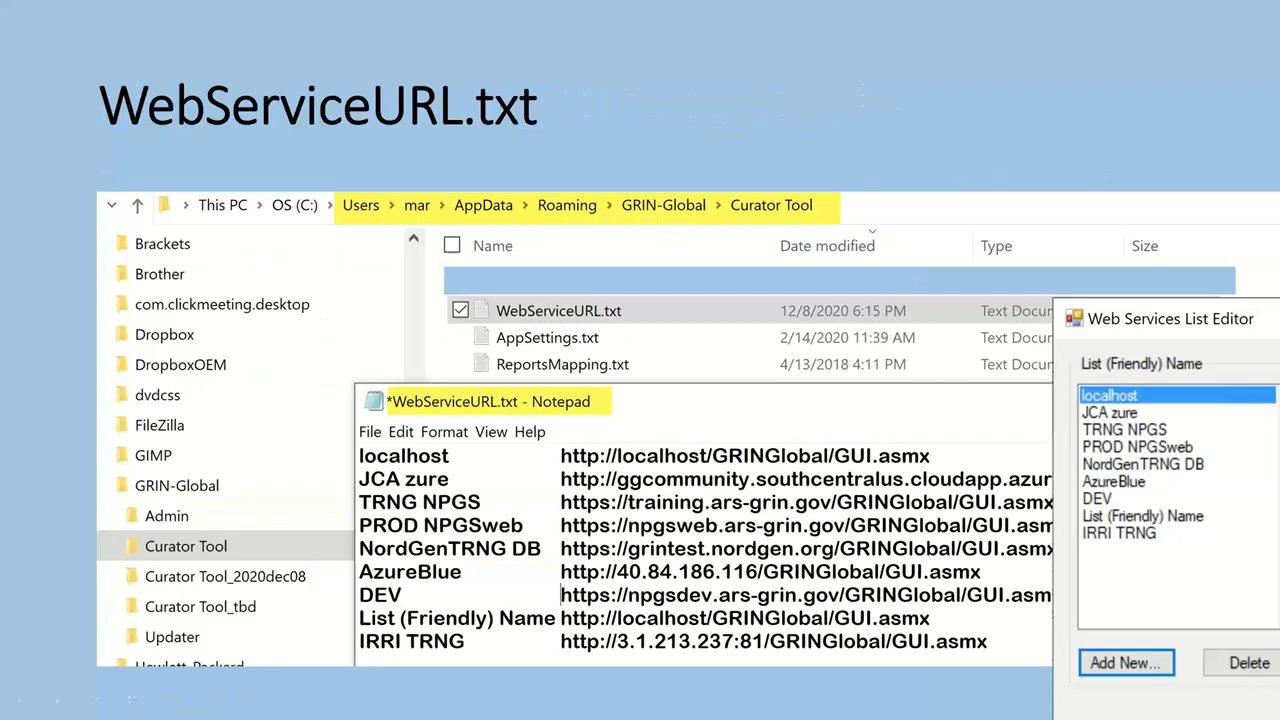 WebServiceURL.txt
This PC > OS (C:) > Users > mar > AppData > Roaming > GRIN-Global > Curator Tool
Brackets
Brother
com.clickmeeting.desktop
Dropbox
DropboxOEM
dvdcss
FileZilla
GIMP
GRIN-Global
Admin
Curator Tool
Curator Tool_2020dec08
Curator Tool_tbd
Updater
Hewlett-Packard
Name Date modified Type Size
WebServiceURL.txt 12/8/2020 6:15 PM Text Docum
AppSettings.txt 2/14/2020 11:39 AM Text Docum
ReportsMapping.txt 4/13/2018 4:11 PM Text Docum
*WebServiceURL.txt - Notepad
File Edit Format View Help
localhost http://localhost/GRINGlobal/GUI.asmx
JCA zure http://ggcommunity.southcentralus.cloudapp.azur
TRNG NPGS https://training.ars-grin.gov/GRINGlobal/GUI.asmx
PROD NPGSweb https://npgsweb.ars-grin.gov/GRINGlobal/GUI.asm
NordGenTRNG DB https://grintest.nordgen.org/GRINGlobal/GUI.asmx
AzureBlue http://40.84.186.116/GRINGlobal/GUI.asmx
DEV https://npgsdev.ars-grin.gov/GRINGlobal/GUI.asm
List (Friendly) Name http://localhost/GRINGlobal/GUI.asmx
IRRI TRNG http://3.1.213.237:81/GRINGlobal/GUI.asmx
Web Services List Editor
List (Friendly) Name
localhost
JCA zure
TRNG NPGS
PROD NPGSweb
NordGenTRNG DB
AzureBlue
DEV
List (Friendly) Name
IRRI TRNG
Add New...
Delete